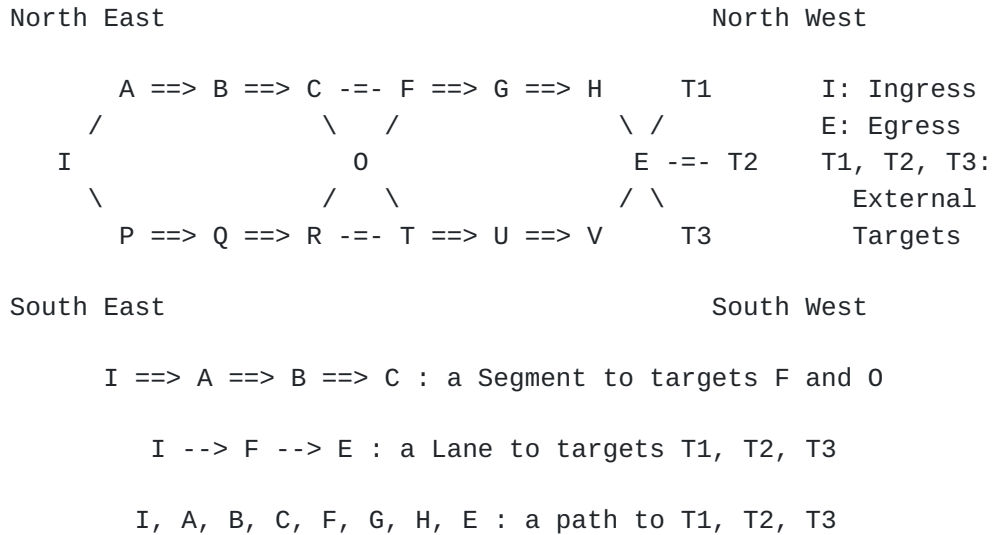 North East                                   North West

       A ==> B ==> C -=- F ==> G ==> H     T1       I: Ingress
     /              \   /              \ /          E: Egress
   I                  O                 E -=- T2    T1, T2, T3:
     \              /   \              / \            External
       P ==> Q ==> R -=- T ==> U ==> V     T3         Targets

South East                                   South West

      I ==> A ==> B ==> C : a Segment to targets F and O

         I --> F --> E : a Lane to targets T1, T2, T3

        I, A, B, C, F, G, H, E : a path to T1, T2, T3